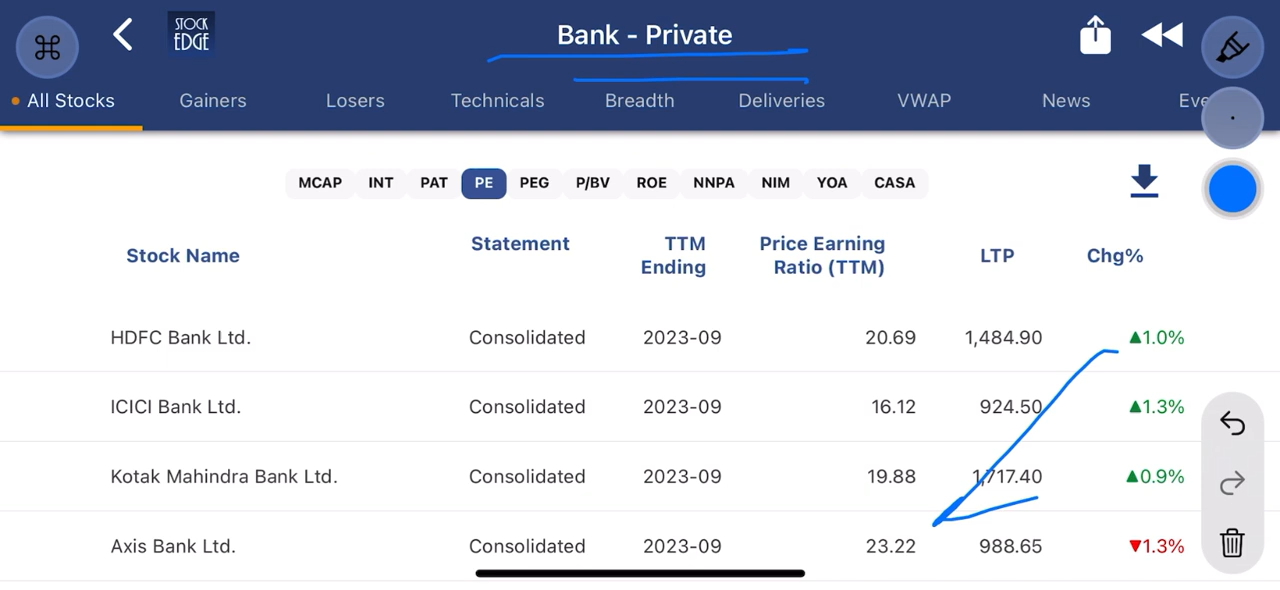 STOCK EDGE
Bank - Private
All Stocks Gainers Losers Technicals Breadth Deliveries VWAP News Eve
MCAP INT PAT PE PEG P/BV ROE NNPA NIM YOA CASA
Stock Name Statement TTM Ending Price Earning Ratio (TTM) LTP Chg%
HDFC Bank Ltd. Consolidated 2023-09 20.69 1,484.90 ▲1.0%
ICICI Bank Ltd. Consolidated 2023-09 16.12 924.50 ▲1.3%
Kotak Mahindra Bank Ltd. Consolidated 2023-09 19.88 1,717.40 ▲0.9%
Axis Bank Ltd. Consolidated 2023-09 23.22 988.65 ▼1.3%